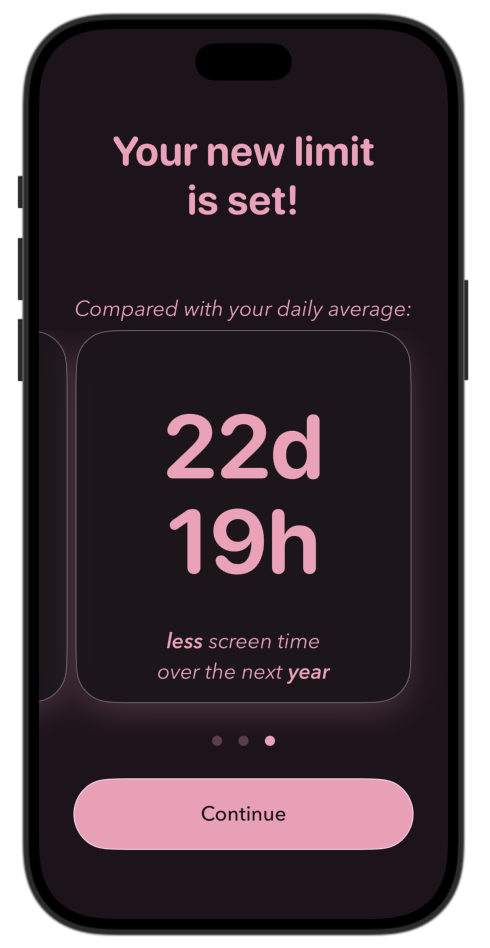 Your new limit
is set!
Compared with your daily average:
22d
19h
less screen time
over the next year
Continue